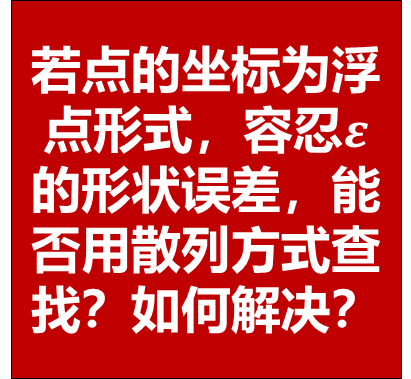 若点的坐标为浮
点形式，容忍ε
的形状误差，能
否用散列方式查
找？如何解决？